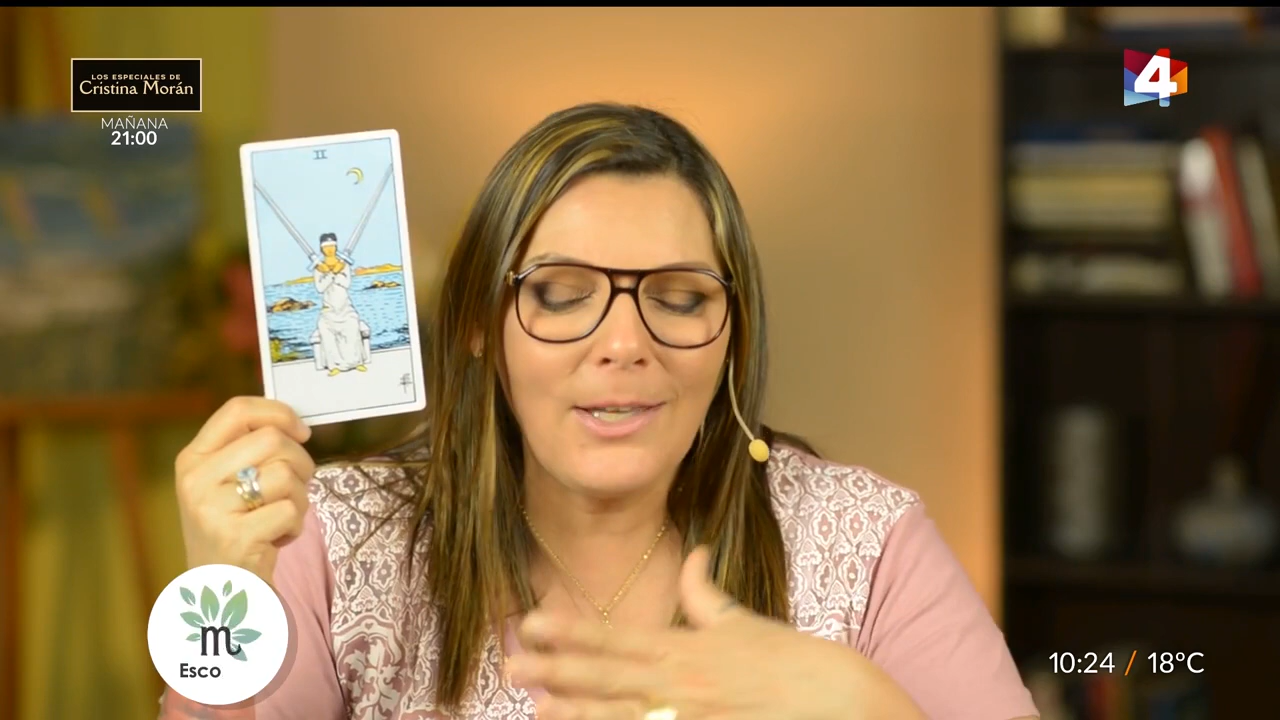 LOS ESPECIALES DE
Cristina Morán
MAÑANA
21:00
4
II
m
Esco
10:24 / 18°C